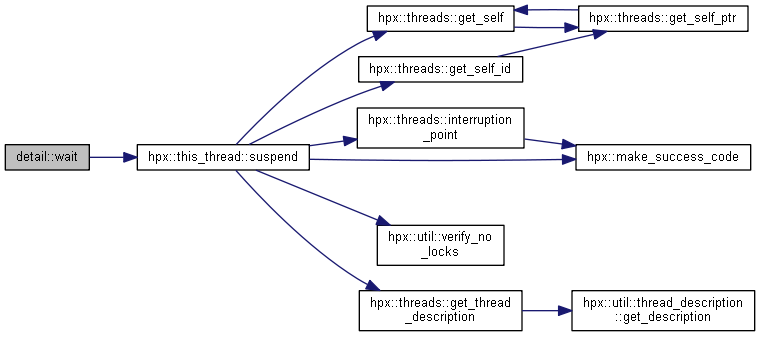 hpx::threads::get_self
hpx::threads::get_self_ptr
hpx::threads::get_self_id
hpx::threads::interruption
_point
detail::wait
hpx::this_thread::suspend
hpx::make_success_code
hpx::util::verify_no
_locks
hpx::threads::get_thread
_description
hpx::util::thread_description
::get_description